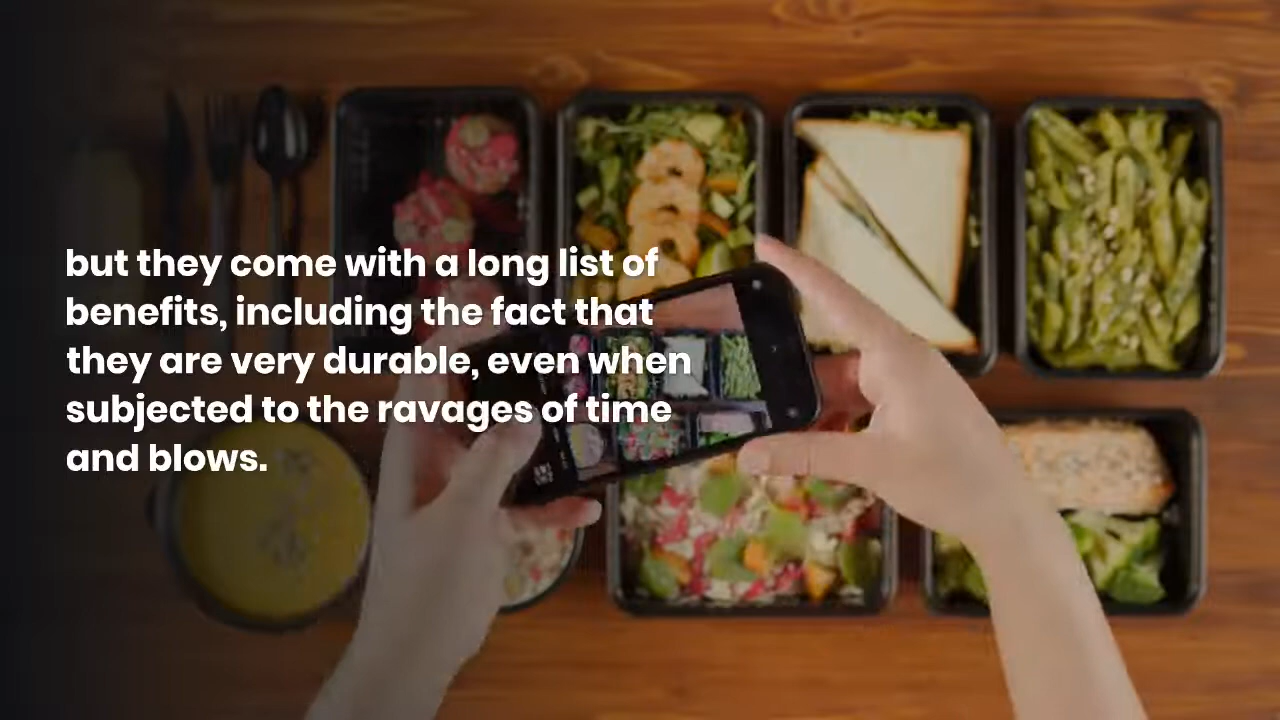 but they come with a long list of
benefits, including the fact that
they are very durable, even when
subjected to the ravages of time
and blows.